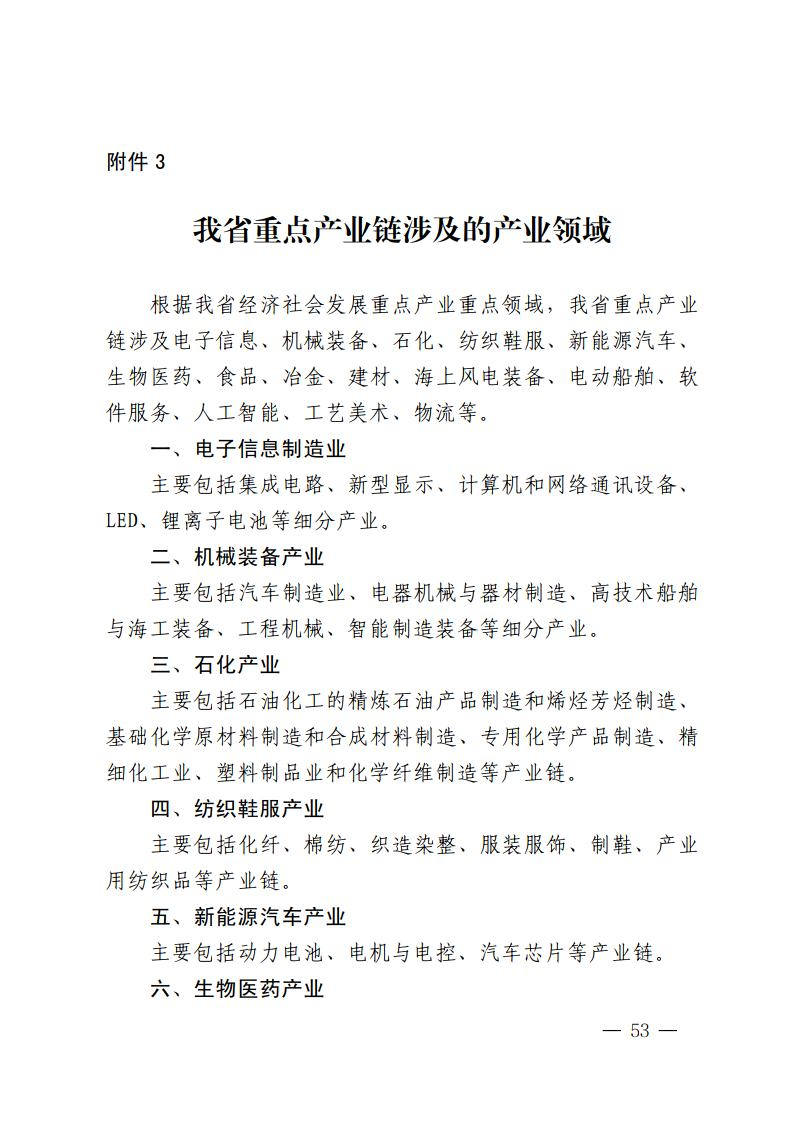 附件 3
我省重点产业链涉及的产业领域
根据我省经济社会发展重点产业重点领域，我省重点产业
链涉及电子信息、机械装备、石化、纺织鞋服、新能源汽车、
生物医药、食品、冶金、建材、海上风电装备、电动船舶、软
件服务、人工智能、工艺美术、物流等。
一、电子信息制造业
主要包括集成电路、新型显示、计算机和网络通讯设备、
LED、锂离子电池等细分产业。
二、机械装备产业
主要包括汽车制造业、电器机械与器材制造、高技术船舶
与海工装备、工程机械、智能制造装备等细分产业。
三、石化产业
主要包括石油化工的精炼石油产品制造和烯烃芳烃制造、
基础化学原材料制造和合成材料制造、专用化学产品制造、精
细化工业、塑料制品业和化学纤维制造等产业链。
四、纺织鞋服产业
主要包括化纤、棉纺、织造染整、服装服饰、制鞋、产业
用纺织品等产业链。
五、新能源汽车产业
主要包括动力电池、电机与电控、汽车芯片等产业链。
六、生物医药产业
— 53 —